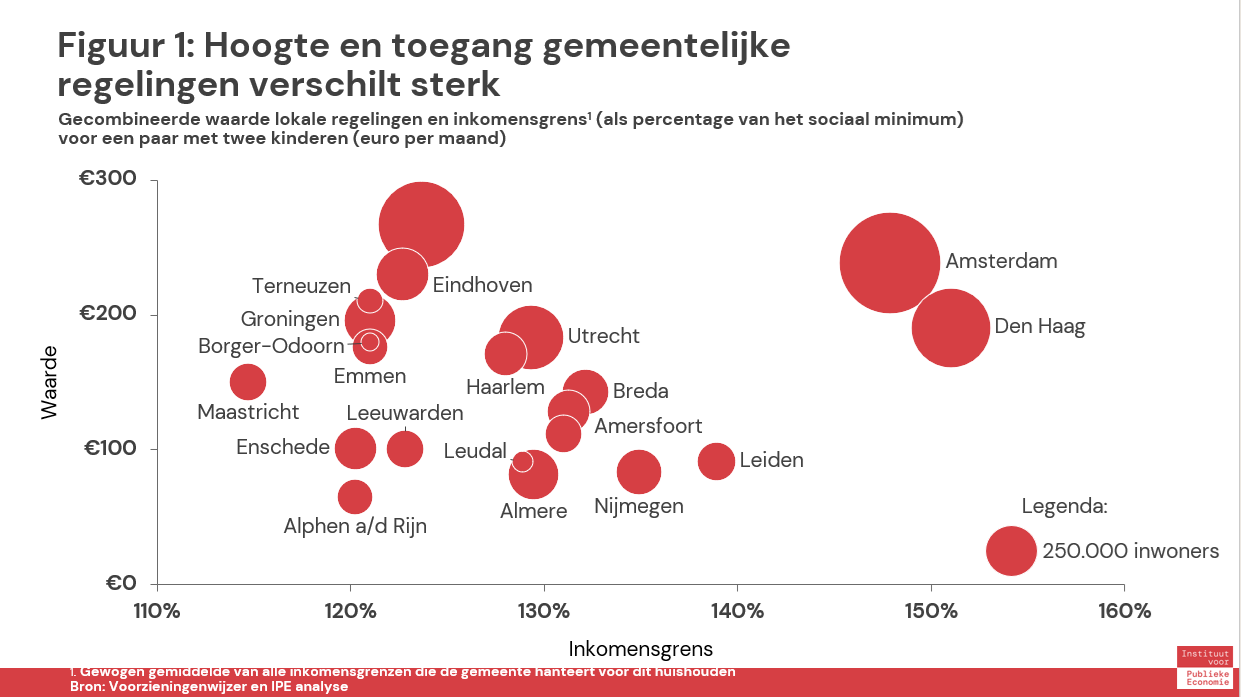 Figuur 1: Hoogte en toegang gemeentelijke
regelingen verschilt sterk
Gecombineerde waarde lokale regelingen en inkomensgrens¹ (als percentage van het sociaal minimum)
voor een paar met twee kinderen (euro per maand)
€300
€200
€100
€0
Waarde
Terneuzen
Eindhoven
Groningen
Borger-Odoorn
Emmen
Maastricht
Leeuwarden
Enschede
Alphen a/d Rijn
Utrecht
Haarlem
Breda
Amersfoort
Leudal
Almere
Nijmegen
Leiden
Amsterdam
Den Haag
Legenda:
250.000 inwoners
110%
120%
130%
140%
150%
160%
Inkomensgrens
1. Gewogen gemiddelde van alle inkomensgrenzen die de gemeente hanteert voor dit huishouden
Bron: Voorzieningenwijzer en IPE analyse
Instituut
voor
Publieke
Economie